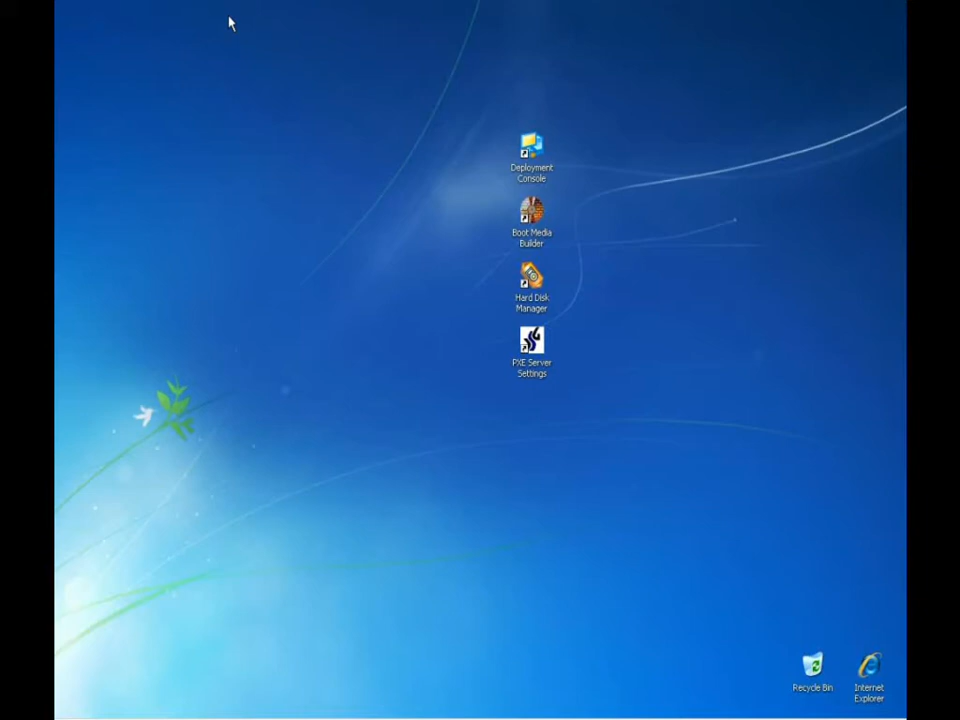 Deployment
Console
Boot Media
Builder
Hard Disk
Manager
PXE Server
Settings
Recycle Bin
Internet
Explorer